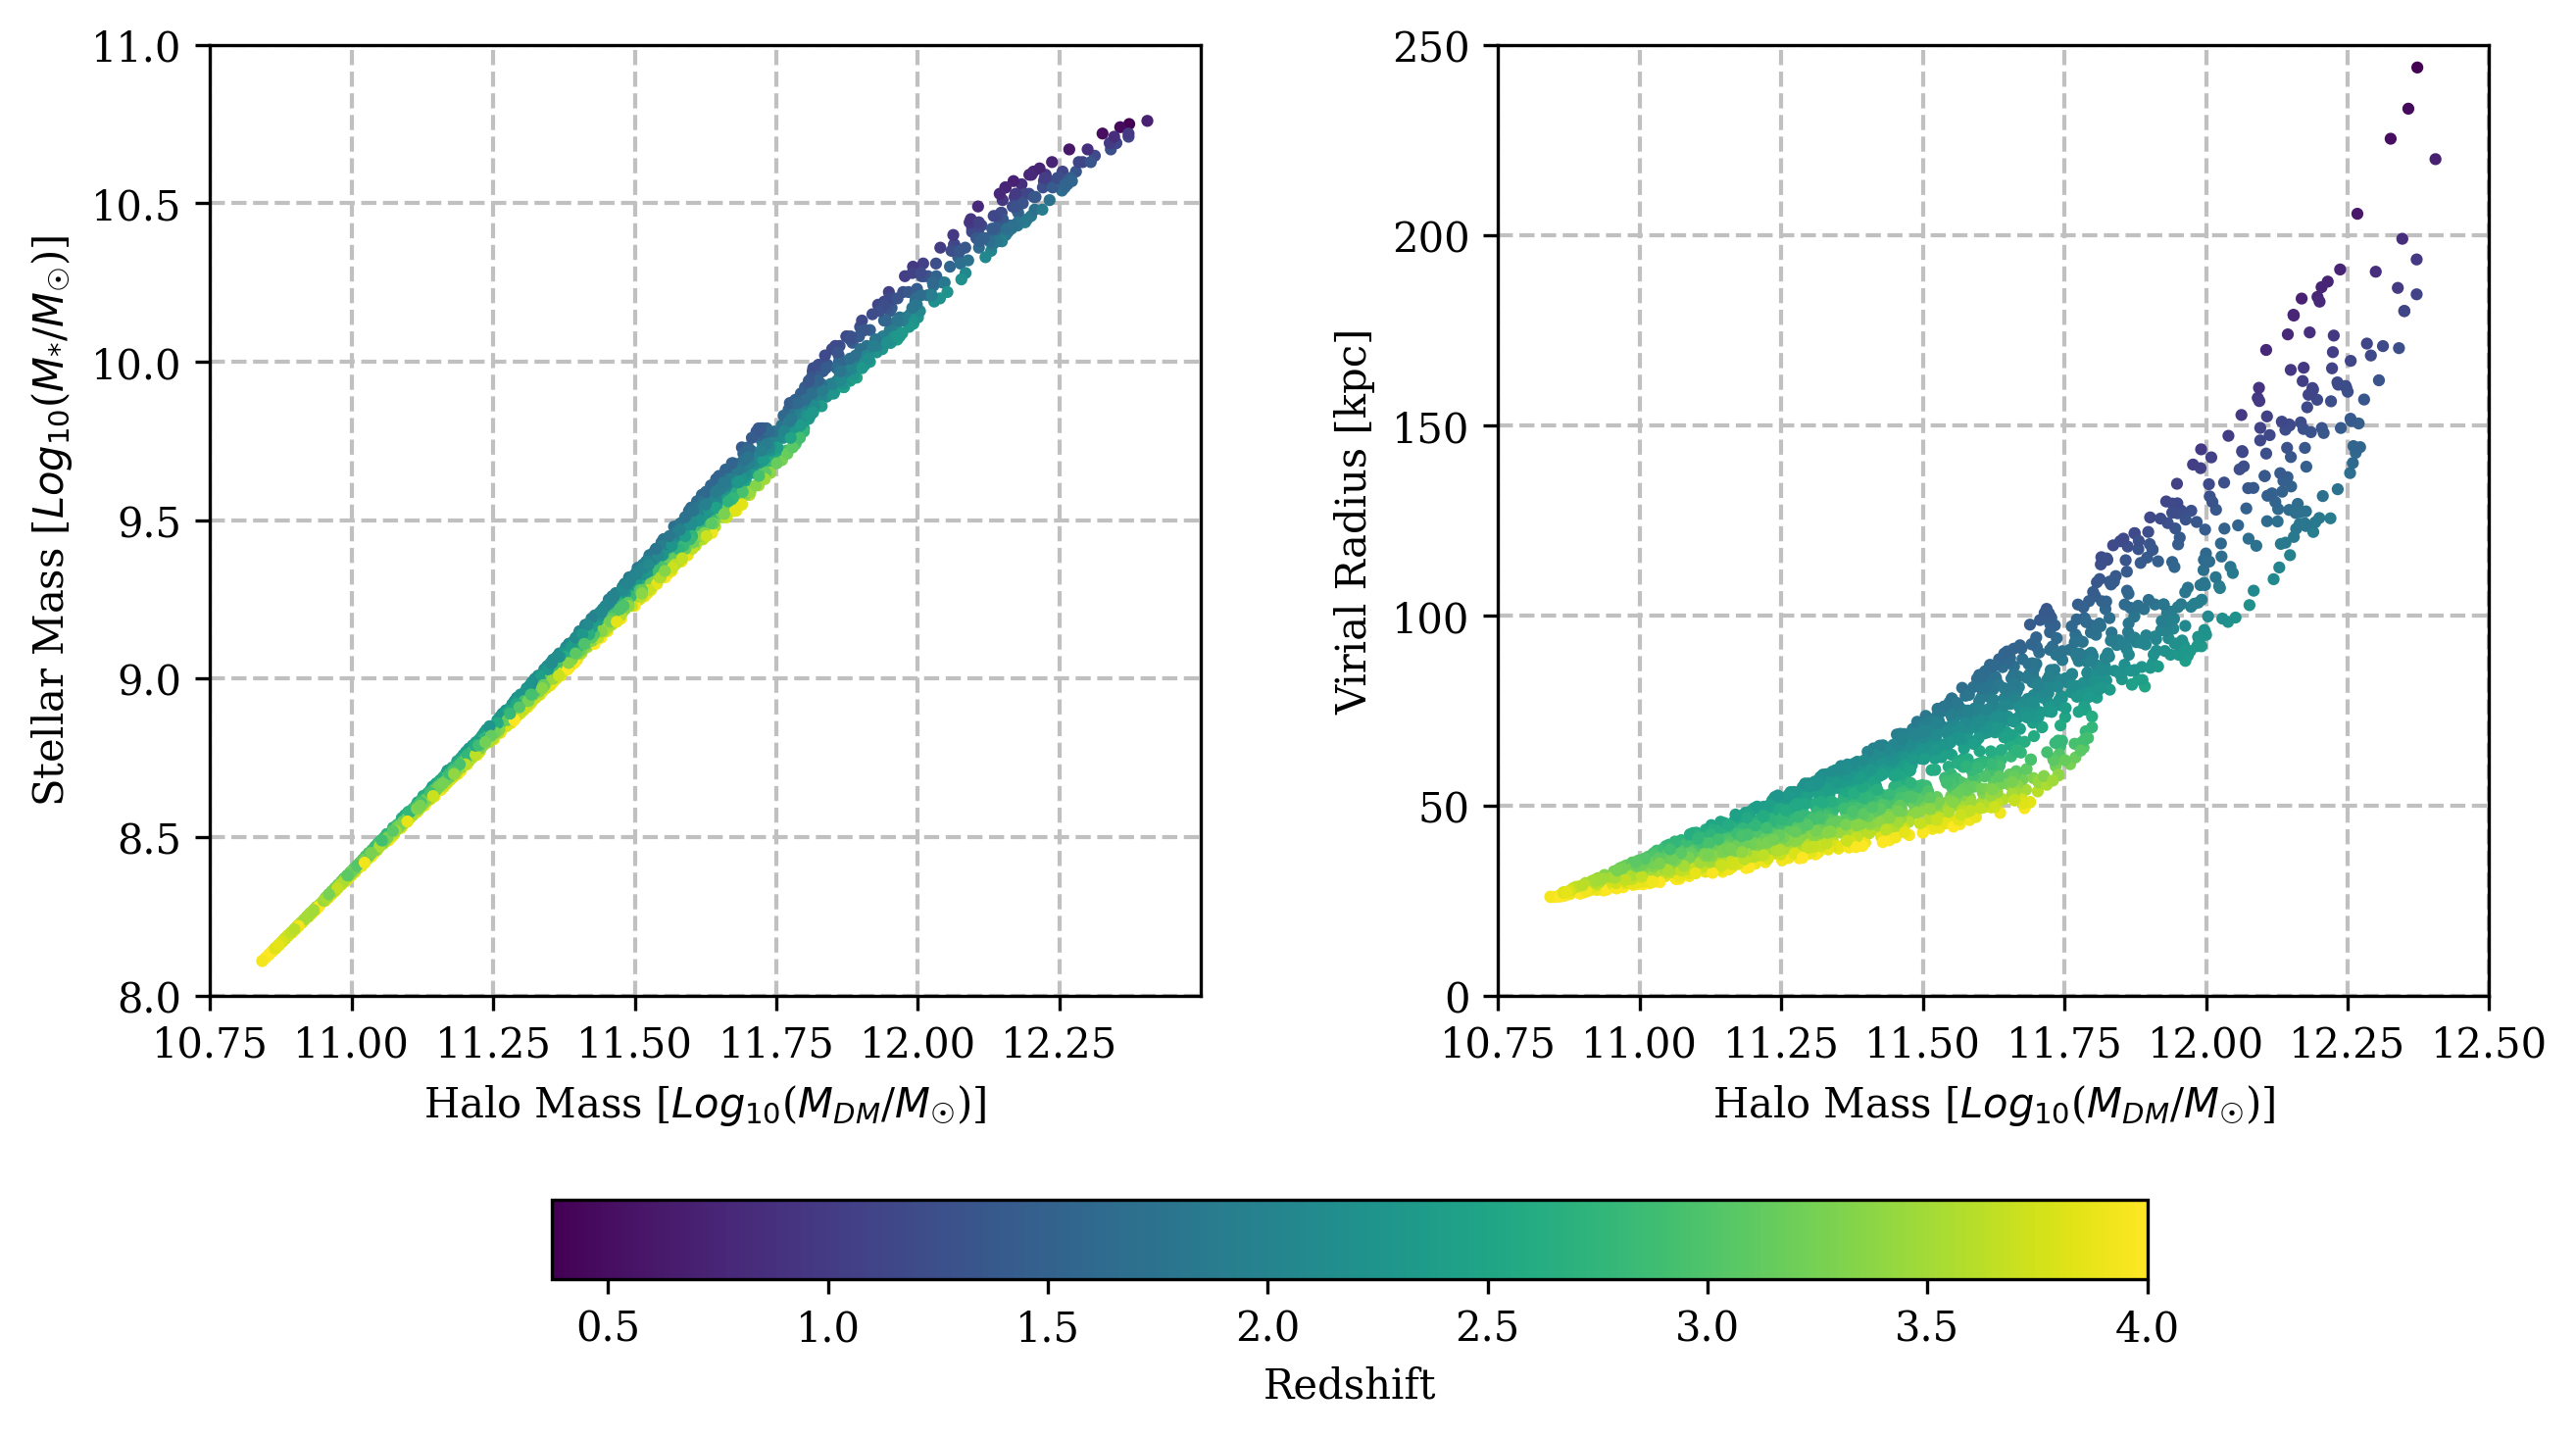 11.0
10.5
10.0
9.5
9.0
8.5
8.0
Stellar Mass [Log₁₀(M*/M☉)]
10.75 11.00 11.25 11.50 11.75 12.00 12.25
Halo Mass [Log₁₀(M_DM/M☉)]
250
200
150
100
50
0
Virial Radius [kpc]
10.75 11.00 11.25 11.50 11.75 12.00 12.25 12.50
Halo Mass [Log₁₀(M_DM/M☉)]
0.5 1.0 1.5 2.0 2.5 3.0 3.5 4.0
Redshift